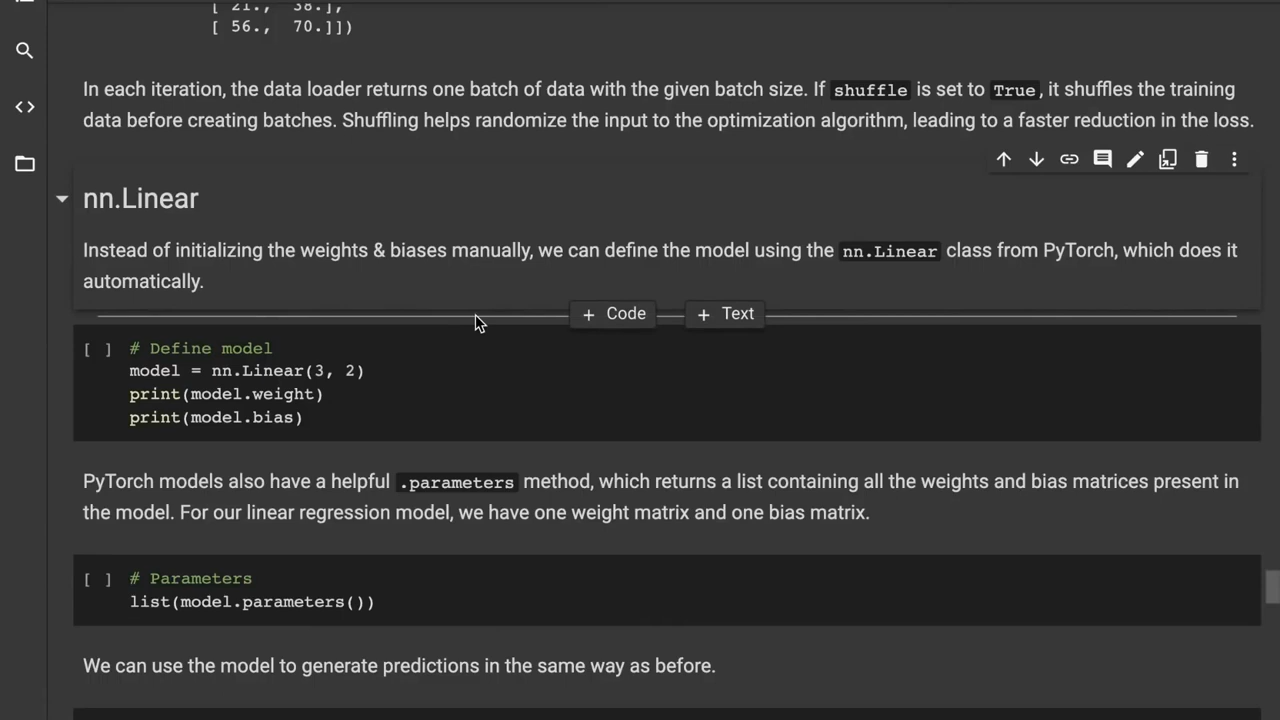 [ 21., 38.],
[ 56., 70.]])
In each iteration, the data loader returns one batch of data with the given batch size. If shuffle is set to True, it shuffles the training
data before creating batches. Shuffling helps randomize the input to the optimization algorithm, leading to a faster reduction in the loss.
nn.Linear
Instead of initializing the weights & biases manually, we can define the model using the nn.Linear class from PyTorch, which does it
automatically.
+ Code + Text
[ ] # Define model
model = nn.Linear(3, 2)
print(model.weight)
print(model.bias)
PyTorch models also have a helpful .parameters method, which returns a list containing all the weights and bias matrices present in
the model. For our linear regression model, we have one weight matrix and one bias matrix.
[ ] # Parameters
list(model.parameters())
We can use the model to generate predictions in the same way as before.